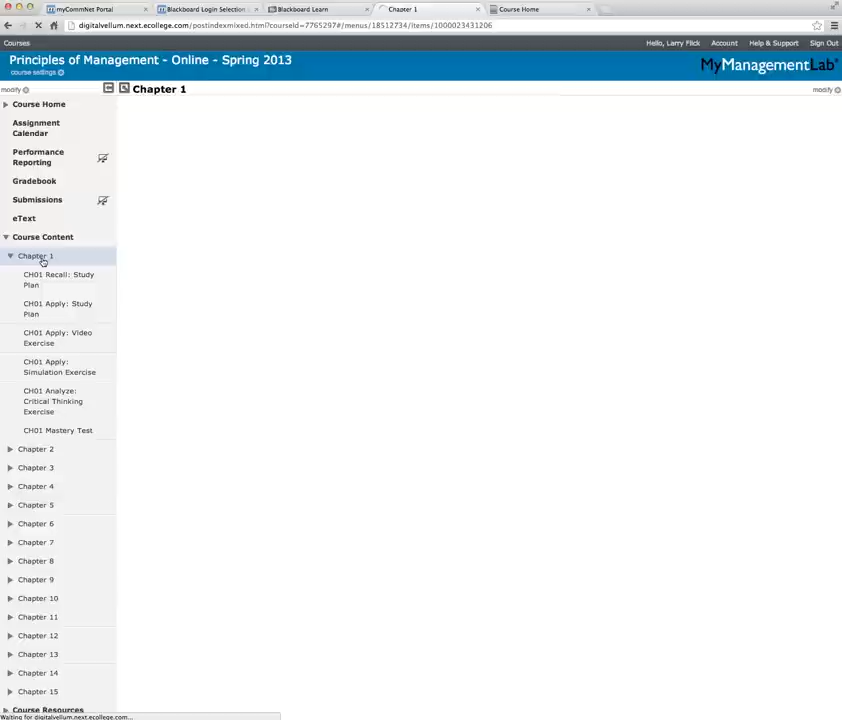 myCommNet Portal
Blackboard Login Selection
Blackboard Learn
Chapter 1
Course Home
digitalvellum.next.ecollege.com/postindexmixed.html?courseId=7765297#/menus/18512734/items/1000023431206
Courses
Hello, Larry Flick
Account
Help & Support
Sign Out
Principles of Management - Online - Spring 2013
course settings
MyManagementLab®
modify
Chapter 1
modify
Course Home
Assignment
Calendar
Performance
Reporting
Gradebook
Submissions
eText
Course Content
Chapter 1
CH01 Recall: Study
Plan
CH01 Apply: Study
Plan
CH01 Apply: Video
Exercise
CH01 Apply:
Simulation Exercise
CH01 Analyze:
Critical Thinking
Exercise
CH01 Mastery Test
Chapter 2
Chapter 3
Chapter 4
Chapter 5
Chapter 6
Chapter 7
Chapter 8
Chapter 9
Chapter 10
Chapter 11
Chapter 12
Chapter 13
Chapter 14
Chapter 15
Course Resources
Waiting for digitalvellum.next.ecollege.com...